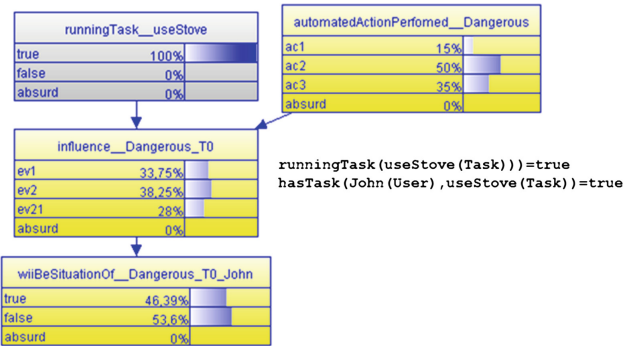 runningTask__useStove
true 100%
false 0%
absurd 0%
automatedActionPerfomed__Dangerous
ac1 15%
ac2 50%
ac3 35%
absurd 0%
influence__Dangerous_T0
ev1 33,75%
ev2 38,25%
ev21 28%
absurd 0%
runningTask(useStove(Task)))=true
hasTask(John(User),useStove(Task))=true
wiiBeSituationOf__Dangerous_T0_John
true 46,39%
false 53,6%
absurd 0%